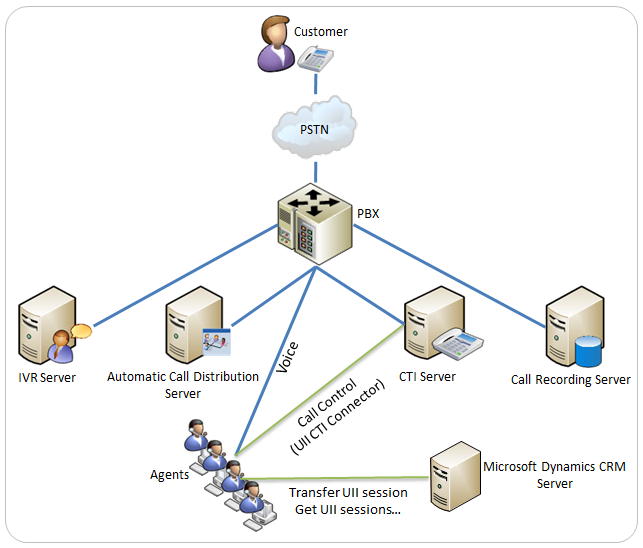 Customer
PSTN
PBX
IVR Server
Automatic Call Distribution
Server
Voice
CTI Server
Call Recording Server
Call Control
(UII CTI Connector)
Agents
Microsoft Dynamics CRM
Server
Transfer UII session
Get UII sessions...